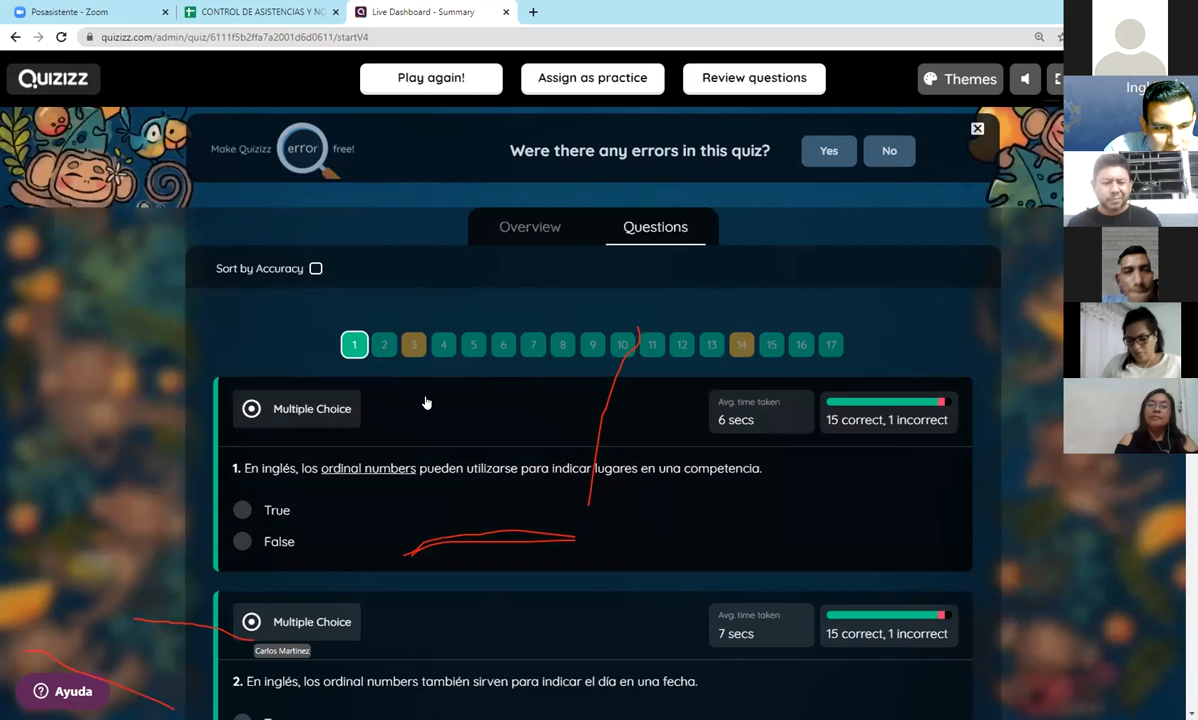 Posasistente - Zoom
CONTROL DE ASISTENCIAS Y NO
Live Dashboard - Summary
quizizz.com/admin/quiz/6111f5b2ffa7a2001d6d0611/startV4
QUIZIZZ
Play again!
Assign as practice
Review questions
Themes
Make Quizizz error free!
Were there any errors in this quiz?
Yes
No
Overview
Questions
Sort by Accuracy
1 2 3 4 5 6 7 8 9 10 11 12 13 14 15 16 17
Multiple Choice
Avg. time taken
6 secs
15 correct, 1 incorrect
1. En inglés, los ordinal numbers pueden utilizarse para indicar lugares en una competencia.
True
False
Multiple Choice
Avg. time taken
7 secs
15 correct, 1 incorrect
Carlos Martinez
2. En inglés, los ordinal numbers también sirven para indicar el día en una fecha.
Ayuda